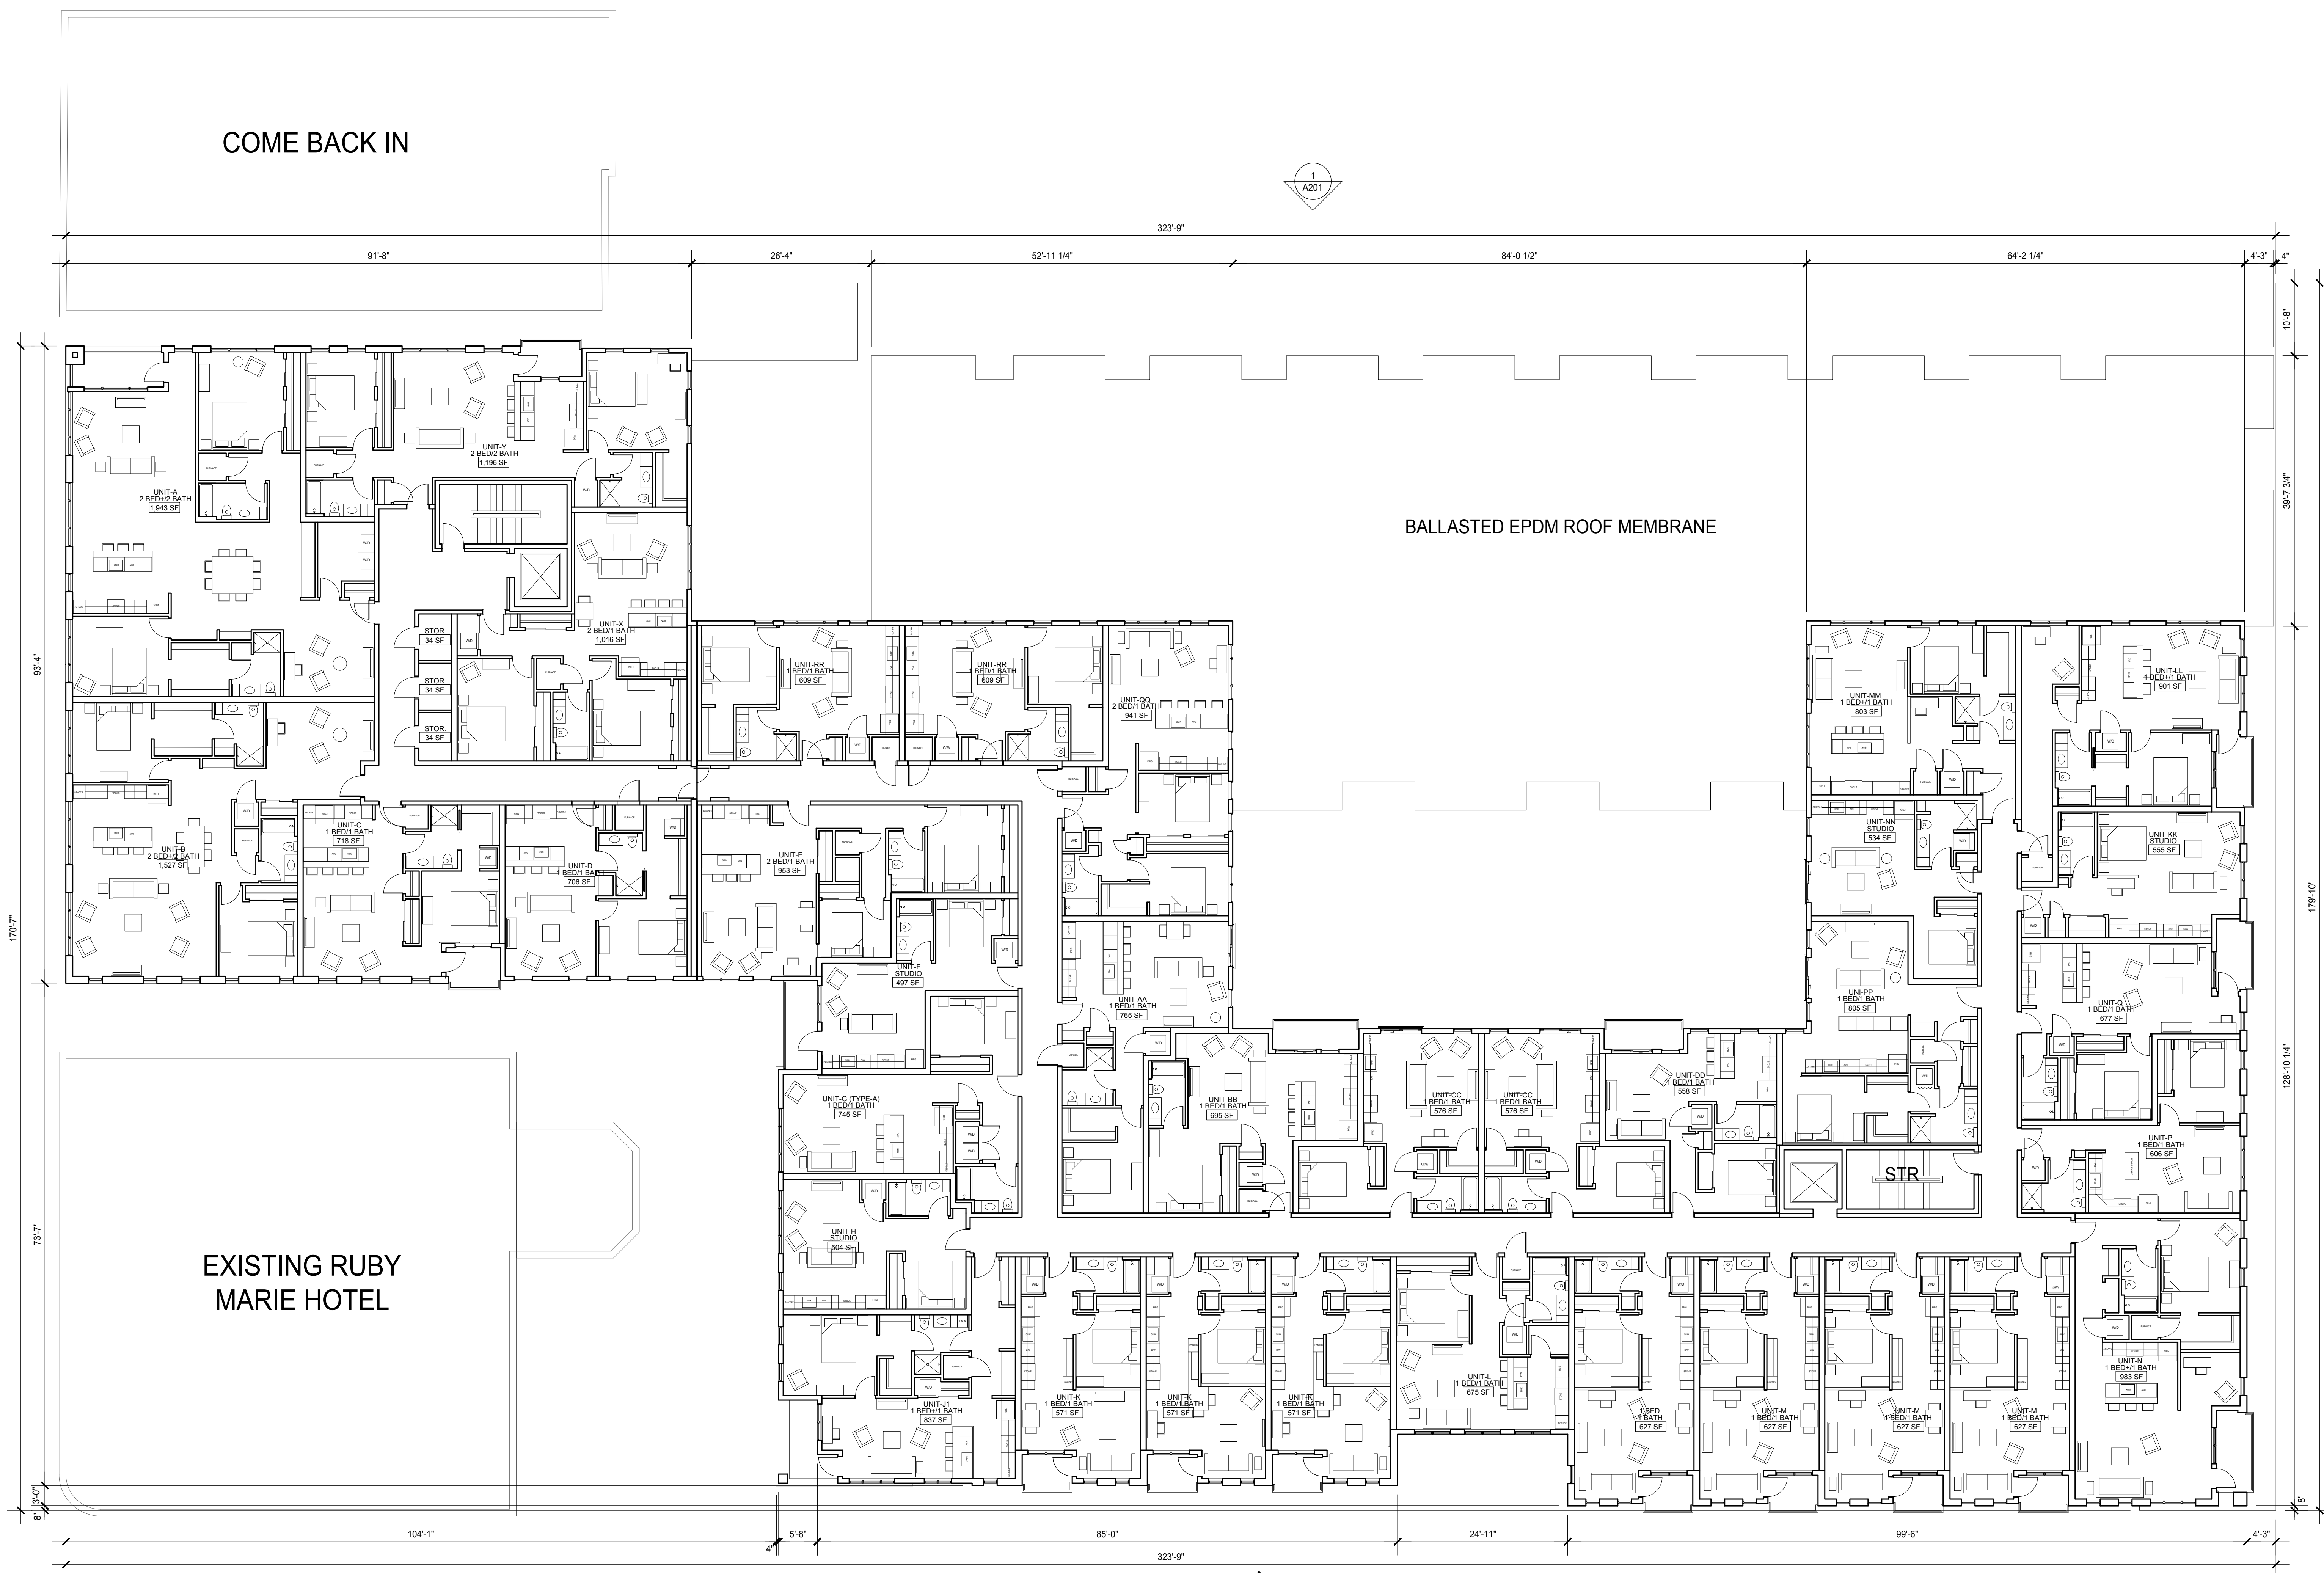 COME BACK IN
1
A201
323'-9"
91'-8"
26'-4"
52'-11 1/4"
84'-0 1/2"
64'-2 1/4"
4'-3"
4"
10'-8"
39'-7 3/4"
179'-10"
128'-10 1/4"
8"
93'-4"
170'-7"
73'-7"
3'-0"
8"
BALLASTED EPDM ROOF MEMBRANE
UNIT-A
2 BED+/2 BATH
1,943 SF
UNIT-Y
2 BED/2 BATH
1,196 SF
UNIT-X
2 BED/1 BATH
1,016 SF
STOR.
34 SF
STOR.
34 SF
STOR.
34 SF
UNIT-RR
1 BED/1 BATH
609 SF
UNIT-RR
1 BED/1 BATH
609 SF
UNIT-QQ
2 BED/1 BATH
941 SF
UNIT-MM
1 BED+/1 BATH
803 SF
UNIT-LL
1 BED+/1 BATH
901 SF
UNIT-B
2 BED+/2 BATH
1,527 SF
UNIT-C
1 BED/1 BATH
718 SF
UNIT-D
1 BED/1 BATH
706 SF
UNIT-E
2 BED/1 BATH
953 SF
UNIT-NN
STUDIO
534 SF
UNIT-KK
STUDIO
555 SF
UNIT-F
STUDIO
497 SF
UNIT-AA
1 BED/1 BATH
765 SF
UNI-PP
1 BED/1 BATH
805 SF
UNIT-Q
1 BED/1 BATH
677 SF
UNIT-G (TYPE-A)
1 BED/1 BATH
745 SF
UNIT-BB
1 BED/1 BATH
695 SF
UNIT-CC
1 BED/1 BATH
576 SF
UNIT-CC
1 BED/1 BATH
576 SF
UNIT-DD
1 BED/1 BATH
558 SF
UNIT-P
1 BED/1 BATH
606 SF
STR
EXISTING RUBY
MARIE HOTEL
UNIT-H
STUDIO
504 SF
UNIT-J1
1 BED+/1 BATH
837 SF
UNIT-K
1 BED/1 BATH
571 SF
UNIT-K
1 BED/1 BATH
571 SF
UNIT-K
1 BED/1 BATH
571 SF
UNIT-L
1 BED/1 BATH
675 SF
1 BED
1 BATH
627 SF
UNIT-M
1 BED/1 BATH
627 SF
UNIT-M
1 BED/1 BATH
627 SF
UNIT-M
1 BED/1 BATH
627 SF
UNIT-N
1 BED+/1 BATH
983 SF
104'-1"
4"
5'-8"
85'-0"
24'-11"
99'-6"
4'-3"
323'-9"